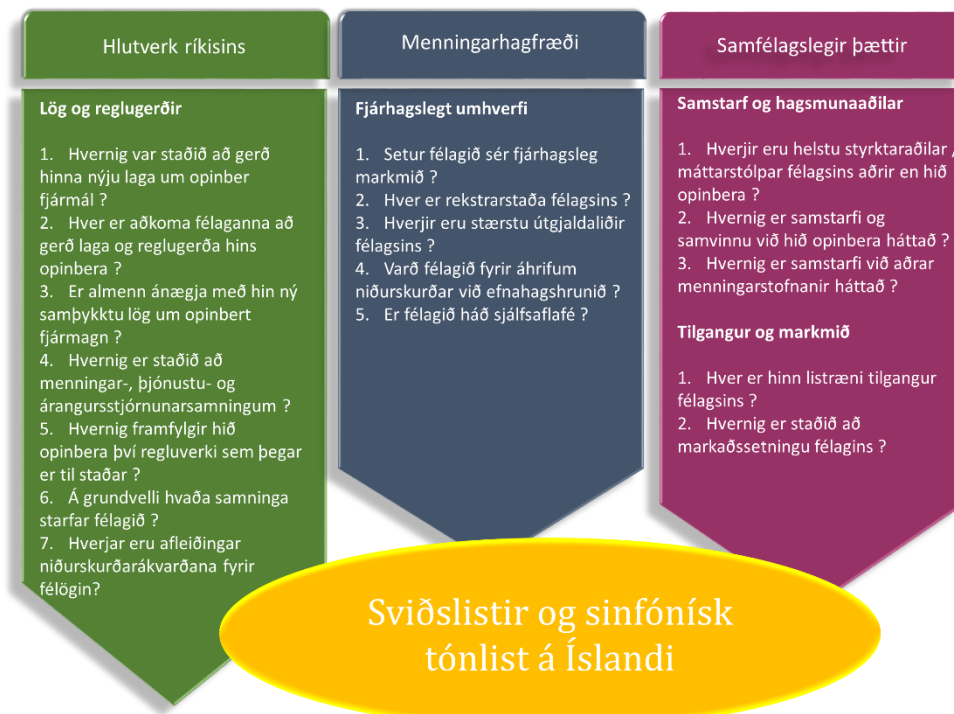 Hlutverk ríkisins
Lög og reglugerðir
1. Hvernig var staðið að gerð
hinna nýju laga um opinber
fjármál ?
2. Hver er aðkoma félaganna að
gerð laga og reglugerða hins
opinbera ?
3. Er almenn ánægja með hin ný
samþykktu lög um opinbert
fjármagn ?
4. Hvernig er staðið að
menningar-, þjónustu- og
árangursstjórnunarsamningum ?
5. Hvernig framfylgir hið
opinbera því regluverki sem þegar
er til staðar ?
6. Á grundvelli hvaða samninga
starfar félagið ?
7. Hverjar eru afleiðingar
niðurskurðarákvarðana fyrir
félögin?
Menningarhagfræði
Fjárhagslegt umhverfi
1. Setur félagið sér fjárhagsleg
markmið ?
2. Hver er rekstrarstaða félagsins ?
3. Hverjir eru stærstu útgjaldaliðir
félagsins ?
4. Varð félagið fyrir áhrifum
niðurskurðar við efnahagshrunið ?
5. Er félagið háð sjálfsaflafé ?
Samfélagslegir þættir
Samstarf og hagsmunaaðilar
1. Hverjir eru helstu styrktaraðilar /
máttarstólpar félagsins aðrir en hið
opinbera ?
2. Hvernig er samstarfi og
samvinnu við hið opinbera háttað ?
3. Hvernig er samstarfi við aðrar
menningarstofnanir háttað ?
Tilgangur og markmið
1. Hver er hinn listræni tilgangur
félagsins ?
2. Hvernig er staðið að
markaðssetningu félagins ?
Sviðslistir og sinfónísk
tónlist á Íslandi